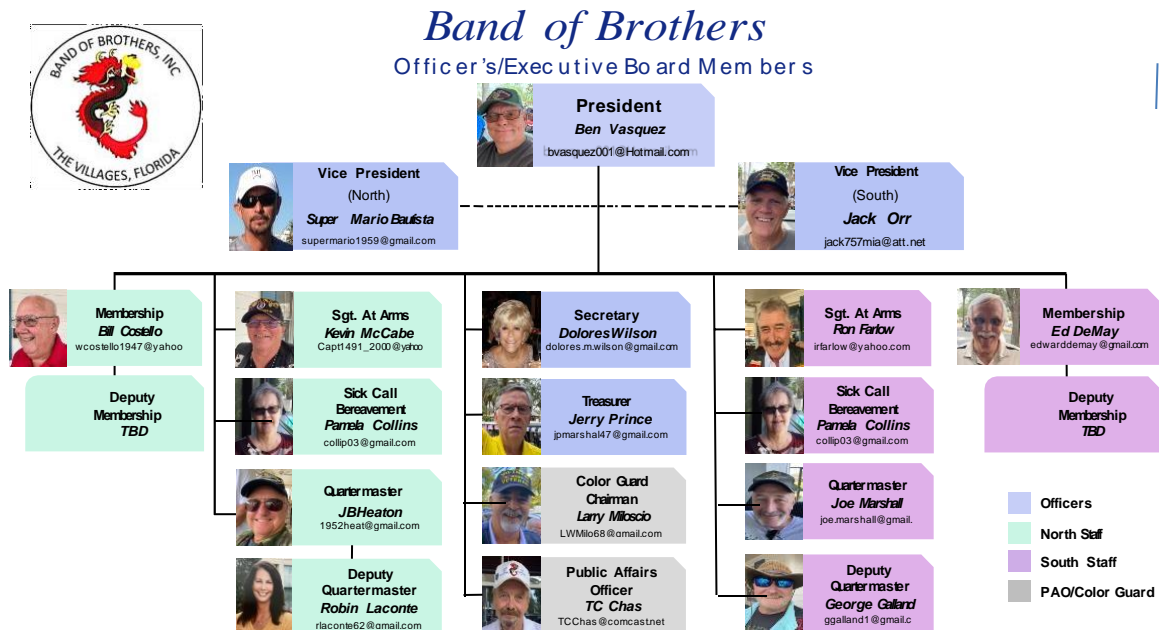 Band of Brothers
Officer's/Executive Board Members
BAND OF BROTHERS, INC
THE VILLAGES, FLORIDA
President
Ben Vasquez
bvasquez001@Hotmail.com
Vice President
(North)
Super Mario Bautista
supermario1959@gmail.com
Vice President
(South)
Jack Orr
jack757mia@att.net
Membership
Bill Costello
wcostello1947@yahoo
Sgt. At Arms
Kevin McCabe
Capt1491_2000@yahoo
Secretary
Dolores Wilson
dolores.m.wilson@gmail.com
Sgt. At Arms
Ron Farlow
irfarlow@yahoo.com
Membership
Ed DeMay
edwarddemay@gmail.com
Deputy
Membership
TBD
Sick Call
Bereavement
Pamela Collins
collip03@gmail.com
Treasurer
Jerry Prince
jpmarshal47@gmail.com
Sick Call
Bereavement
Pamela Collins
collip03@gmail.com
Deputy
Membership
TBD
Quartermaster
JB Heaton
1952heat@gmail.com
Color Guard
Chairman
Larry Miloscio
LWMilo68@gmail.com
Quartermaster
Joe Marshall
joe.marshall@gmail.
Deputy
Quartermaster
Robin Laconte
rlaconte62@gmail.com
Public Affairs
Officer
TC Chas
TCChas@comcast.net
Deputy
Quartermaster
George Galland
ggalland1@gmail.c
Officers
North Staff
South Staff
PAO/Color Guard